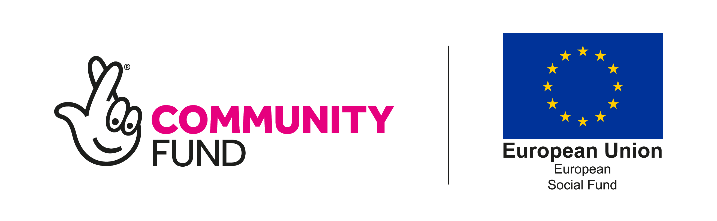 ®
COMMUNITY
FUND
European Union
European
Social Fund